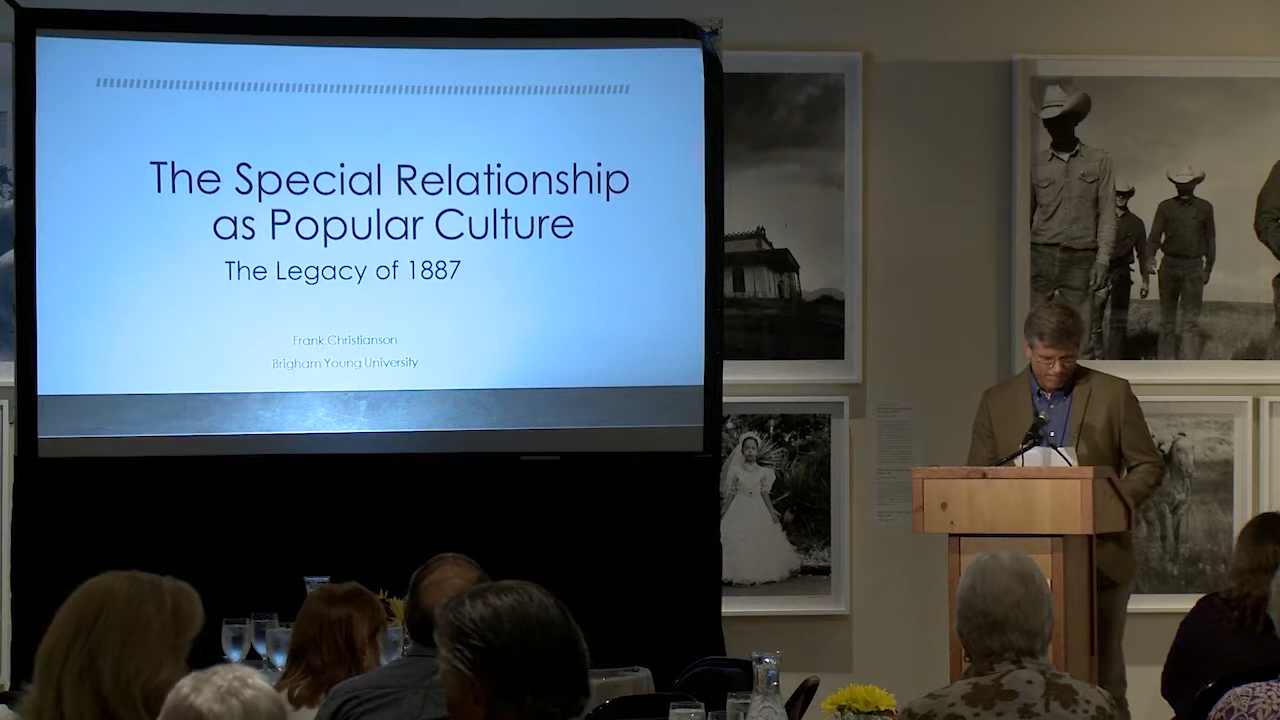 The Special Relationship
as Popular Culture
The Legacy of 1887
Frank Christianson
Brigham Young University